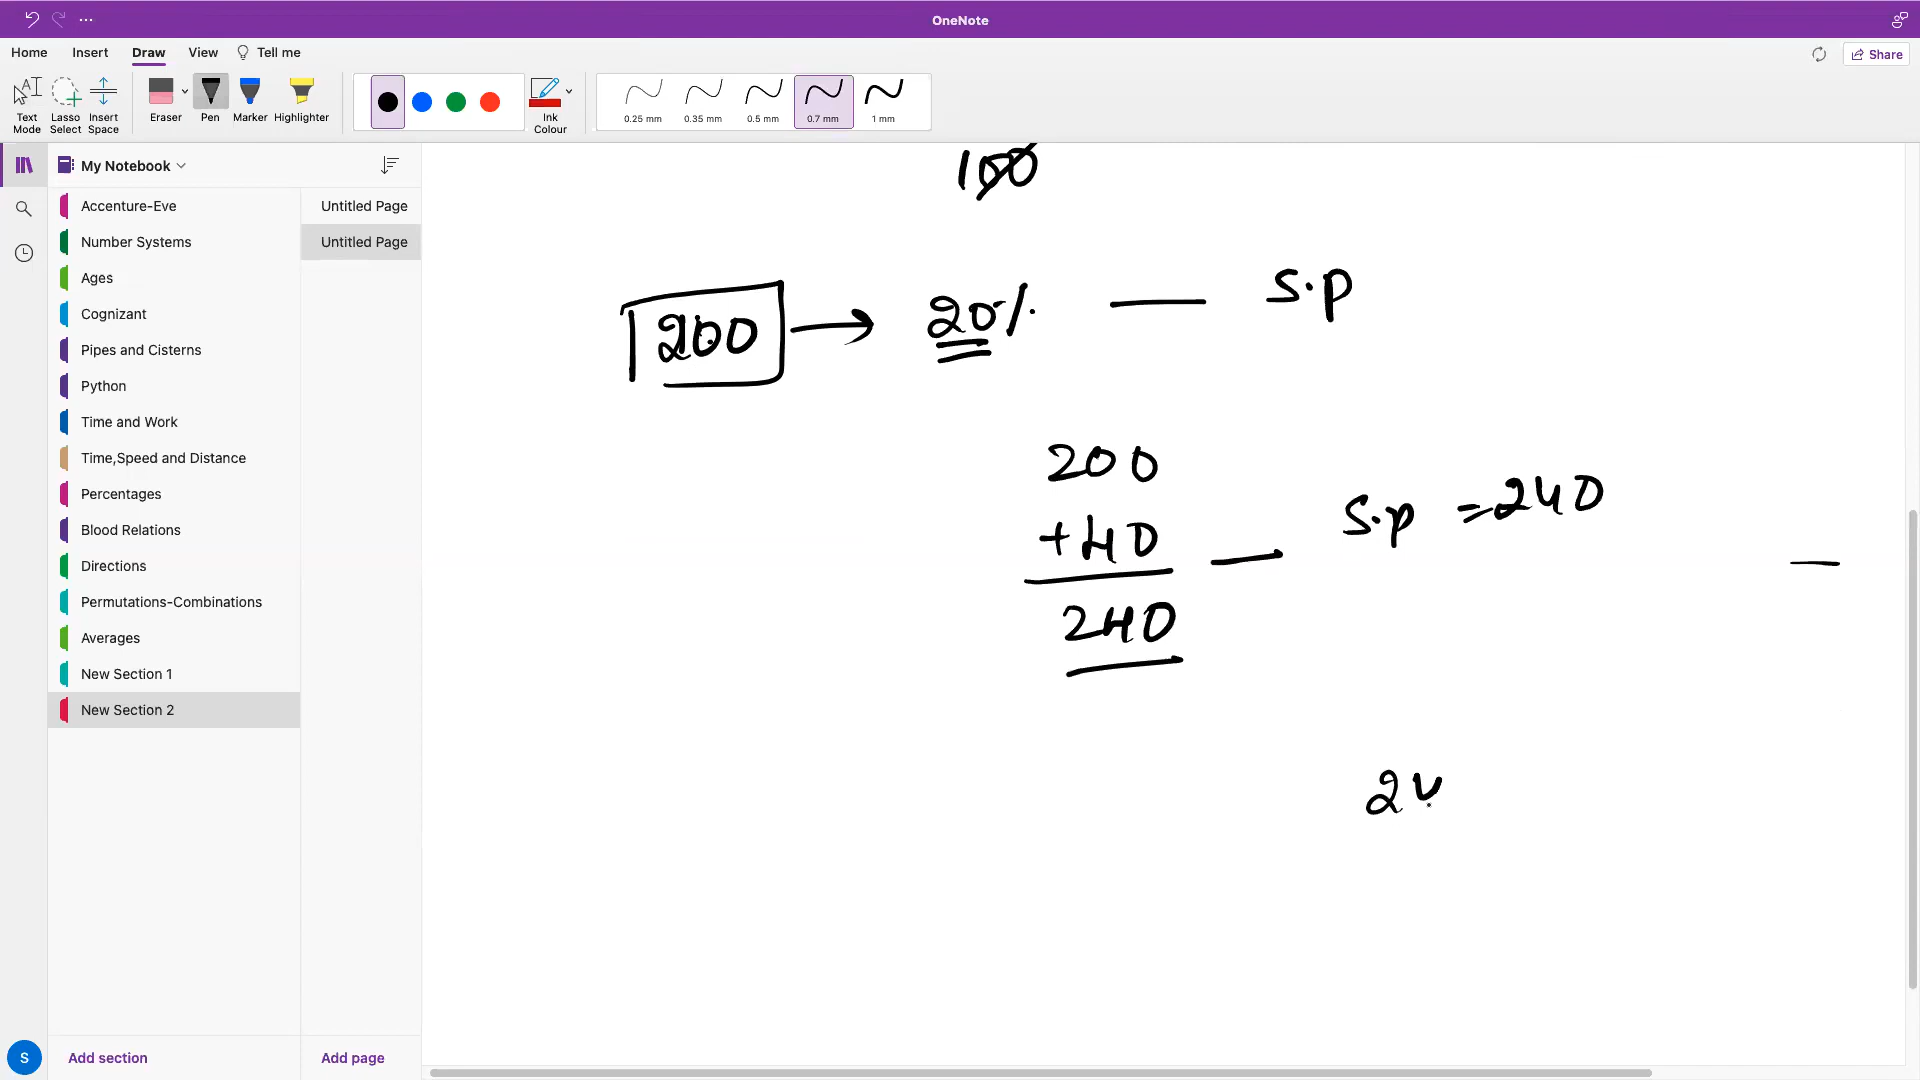 OneNote
Home Insert Draw View Tell me
Share
Text Mode
Lasso Select
Insert Space
Eraser
Pen
Marker
Highlighter
Ink Colour
0.25 mm
0.35 mm
0.5 mm
0.7 mm
1 mm
My Notebook
Accenture-Eve
Number Systems
Ages
Cognizant
Pipes and Cisterns
Python
Time and Work
Time,Speed and Distance
Percentages
Blood Relations
Directions
Permutations-Combinations
Averages
New Section 1
New Section 2
Untitled Page
Untitled Page
100
200 → 20% — S.P
200
+40 — S.P = 240 —
240
24
S
Add section
Add page